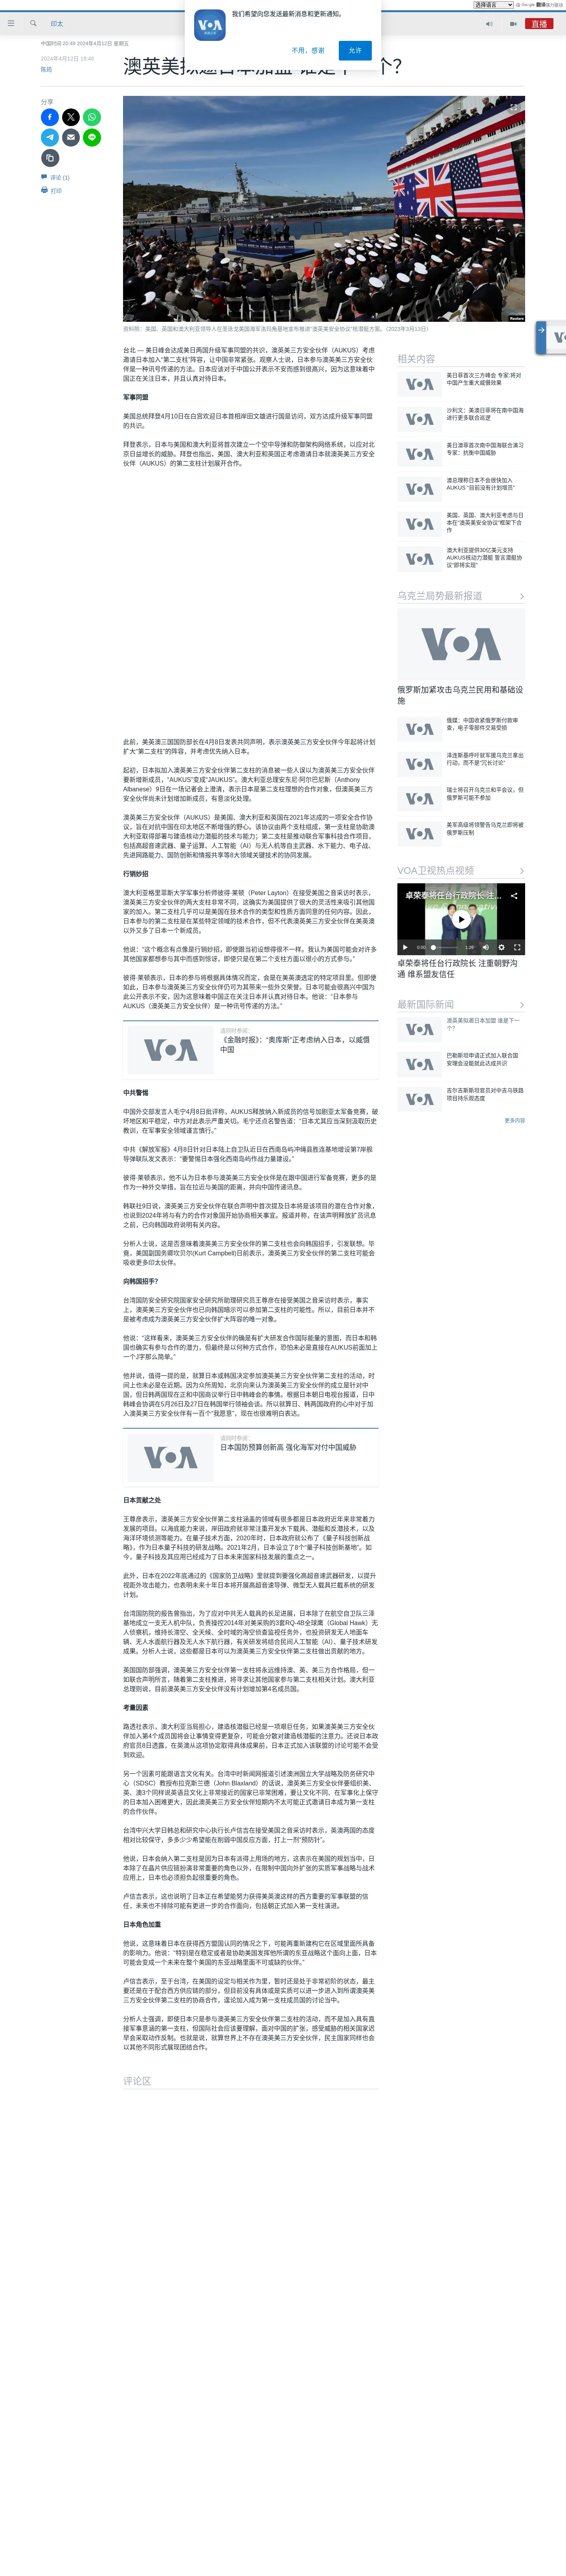 选择语言
由 Google 翻译强力驱动
我们希望向您发送最新消息和更新通知。
不用，感谢
允许
印太
直播
中国时间 20:49 2024年4月12日 星期五
2024年4月12日 18:46
陈筠
分享
评论 (1)
打印
Reuters
资料照：美国、英国和澳大利亚领导人在圣迭戈美国海军洛玛角基地宣布推动"澳英美安全协议"核潜艇方案。（2023年3月13日）
台北 — 美日峰会达成美日两国升级军事同盟的共识，澳英美三方安全伙伴（AUKUS）考虑
邀请日本加入"第二支柱"阵容，让中国非常紧张。观察人士说，日本参与澳英美三方安全伙
伴是一种讯号传递的方法。日本应该对于中国公开表示不安而感到很高兴，因为这意味着中
国正在关注日本，并且认真对待日本。
军事同盟
美国总统拜登4月10日在白宫欢迎日本首相岸田文雄进行国是访问，双方达成升级军事同盟
的共识。
拜登表示，日本与美国和澳大利亚将首次建立一个空中导弹和防御架构网络系统，以应对北
京日益增长的威胁。拜登也指出，美国、澳大利亚和英国正考虑邀请日本就澳英美三方安全
伙伴（AUKUS）的第二支柱计划展开合作。
此前，美英澳三国国防部长在4月8日发表共同声明，表示澳英美三方安全伙伴今年起将计划
扩大"第二支柱"的阵容，并考虑优先纳入日本。
起初，日本拟加入澳英美三方安全伙伴第二支柱的消息被一些人误以为澳英美三方安全伙伴
要新增新成员，"AUKUS"变成"JAUKUS"。澳大利亚总理安东尼·阿尔巴尼斯（Anthony
Albanese）9日在一场记者会上澄清，表示日本是第二支柱理想的合作对象，但澳英美三方
安全伙伴尚未计划增加新成员，有意淡化处理。
澳英美三方安全伙伴（AUKUS）是美国、澳大利亚和英国在2021年达成的一项安全合作协
议，旨在对抗中国在印太地区不断增强的野心。该协议由两个支柱组成，第一支柱是协助澳
大利亚取得部署与建造核动力潜艇的技术与能力；第二支柱是推动联合军事科技合作项目，
包括高超音速武器、量子运算、人工智能（AI）与无人机等自主武器、水下能力、电子战、
先进网路能力、国防创新和情报共享等8大领域关键技术的协同发展。
行销妙招
澳大利亚格里菲斯大学军事分析师彼得·莱顿（Peter Layton）在接受美国之音采访时表示，
澳英美三方安全伙伴的两大支柱非常不同，这确实为美国提供了很大的灵活性来吸引其他国
家的加入。第二支柱几乎可以是美国在技术合作的类型和性质方面同意的任何内容。因此，
日本参与的第二支柱是在某些特定领域的技术合作安排，但不代表澳英美三方安全伙伴在美
以外又多了一个日本新成员。
他说："这个概念有点像是行销妙招，即使跟当初设想得很不一样。我认为美国可能会对许多
其他国家都想参与其中而感到惊讶，即使只是在第二个支柱方面以很小的方式参与。"
彼得·莱顿表示，日本的参与将根据具体情况而定，会是在美英澳选定的特定项目里。但即便
如此，日本参与澳英美三方安全伙伴仍可为其带来一些外交荣誉。日本可能会很高兴中国为
此公开表示不安，因为这意味着中国正在关注日本并认真对待日本。他说："日本参与
AUKUS（澳英美三方安全伙伴）是一种讯号传递的方法。"
VOA
请同时参阅：
《金融时报》："奥库斯"正考虑纳入日本，以威慑
中国
中共警惕
中国外交部发言人毛宁4月8日批评称，AUKUS释放纳入新成员的信号加剧亚太军备竞赛，破
坏地区和平稳定，中方对此表示严重关切。毛宁还点名警告道："日本尤其应当深刻汲取历史
教训，在军事安全领域谨言慎行。"
中共《解放军报》4月8日针对日本陆上自卫队近日在西南岛屿冲绳县胜连基地增设第7岸舰
导弹联队发文表示："要警惕日本强化西南岛屿作战力量建设。"
彼得·莱顿表示，他不认为日本参与澳英美三方安全伙伴是在跟中国进行军备竞赛，更多的是
作为一种外交举措，旨在拉近与美国的距离，并向中国传递讯息。
韩联社9日说，澳英美三方安全伙伴在联合声明中首次提及日本将是该项目的潜在合作对象，
也说到2024年将与有力的合作对象国开始协商相关事宜。报道并称，在该声明释放扩员讯息
之前，已向韩国政府说明有关内容。
分析人士说，这是否意味着澳英美三方安全伙伴的第二支柱也会向韩国招手，引发联想。毕
竟，美国副国务卿坎贝尔(Kurt Campbell)日前表示，澳英美三方安全伙伴的第二支柱可能会
吸收更多印太伙伴。
向韩国招手？
台湾国防安全研究院国家安全研究所助理研究员王尊彦在接受美国之音采访时表示，事实
上，澳英美三方安全伙伴也已向韩国暗示可以参加第二支柱的可能性。所以，目前日本并不
是被考虑成为澳英美三方安全伙伴扩大阵容的唯一对象。
他说："这样看来，澳英美三方安全伙伴的确是有扩大研发合作国际能量的意图，而日本和韩
国也确实有参与合作的潜力，但最终是以何种方式合作，恐怕未必是直接在AUKUS前面加上
一个J字那么简单。"
他并说，值得一提的是，就算日本或韩国决定参加澳英美三方安全伙伴第二支柱的活动，时
间上也未必是在近期。因为众所周知，北京向来认为澳英美三方安全伙伴的成立是针对中
国，但日韩两国现在正和中国商议举行日中韩峰会的事情。根据日本朝日电视台报道，日中
韩峰会协调在5月26日及27日在韩国举行领袖会谈。所以就算日、韩两国政府的心中对于加
入澳英美三方安全伙伴有一百个"我愿意"，现在也很难明白表达。
VOA
请同时参阅：
日本国防预算创新高 强化海军对付中国威胁
日本贡献之处
王尊彦表示，澳英美三方安全伙伴第二支柱涵盖的领域有很多都是日本政府近年来非常着力
发展的项目。以海底能力来说，岸田政府就非常注重开发水下载具、潜艇和反潜技术，以及
海洋环境侦测等能力。在量子技术方面，2020年时，日本政府就公布了《量子科技创新战
略》，作为日本量子科技的研发战略。2021年2月，日本设立了8个"量子科技创新基地"。如
今，量子科技及其应用已经成为了日本未来国家科技发展的重点之一。
此外，日本在2022年底通过的《国家防卫战略》里就提到要强化高超音速武器研发，以提升
视距外攻击能力，也表明未来十年日本将开展高超音速导弹、微型无人载具拦截系统的研发
计划。
台湾国防院的报告曾指出，为了应对中共无人载具的长足进展，日本除了在航空自卫队三泽
基地成立一支无人机中队，负责操控2014年对美采购的3套RQ-4B全球鹰（Global Hawk）无
人侦察机，维持长滞空、全天候、全时域的海空侦查监视任务外，也投资研发无人地面车
辆、无人水面航行器及无人水下航行器，有关研发将结合民间人工智能（AI）、量子技术研发
成果。分析人士说，这些都是日本可以为澳英美三方安全伙伴第二支柱做出贡献的地方。
英国国防部强调，澳英美三方安全伙伴第一支柱将永远维持澳、英、美三方合作格局，但一
如联合声明所言，随着第二支柱推进，将寻求让其他国家参与第二支柱相关计划。澳大利亚
总理则说，目前澳英美三方安全伙伴没有计划增加第4名成员国。
考量因素
路透社表示，澳大利亚当局担心，建造核潜艇已经是一项艰巨任务，如果澳英美三方安全伙
伴加入第4个成员国将会让事情变得更复杂，可能会分散对建造核潜艇的注意力。还说日本政
府官员8日透露，在英澳从这项协定取得具体成果前，日本正式加入该联盟的讨论可能不会受
到欢迎。
另一个因素可能跟语言文化有关。台湾中时新闻网报道引述澳洲国立大学战略及防务研究中
心（SDSC）教授布拉克斯兰德（John Blaxland）的话说，澳英美三方安全伙伴要组织美、
英、澳3个同样说英语且文化上非常接近的国家已非常困难，要让文化不同、在军事化上保守
的日本加入困难更大，因此澳英美三方安全伙伴短期内不太可能正式邀请日本成为第一支柱
的合作伙伴。
台湾中兴大学日韩总和研究中心执行长卢信吉在接受美国之音采访时表示，英澳两国的态度
相对比较保守，多多少少希望能在削弱中国反应方面，打上一剂"预防针"。
他说，日本会纳入第二支柱是因为日本有派得上用场的地方，这表示在美国的规划当中，日
本除了在晶片供应链扮演非常重要的角色以外，在限制中国向外扩张的实质军事战略与战术
应用上，日本也必须担负起很重要的角色。
卢信吉表示，这也说明了日本正在希望能努力获得美英澳这样的西方重要的军事联盟的信
任，未来也不排除可能有更进一步的合作面向，包括朝正式加入第一支柱演进。
日本角色加重
他说，这意味着日本在获得西方盟国认同的情况之下，可能再重新建构它在区域里面所具备
的影响力。他说："特别是在稳定或者是协助美国发挥他所谓的东亚战略这个面向上面，日本
可能会变成一个未来在整个美国的东亚战略里面不可或缺的伙伴。"
卢信吉表示，至于台湾，在美国的设定与相关作为里，暂时还是处于非常初阶的状态，最主
要还是在于配合西方供应链的部分，但目前没有具体或是实质可以进一步进入到所谓澳英美
三方安全伙伴第二支柱的协商合作，遑论加入成为第一支柱成员国的讨论当中。
分析人士强调，即使日本只是参与澳英美三方安全伙伴第二支柱的活动，而不是加入具有直
接军事意涵的第一支柱，但国际社会应该要理解，面对中国的扩张，感受威胁的相关国家迟
早会采取动作反制。也就是说，就算世界上不存在澳英美三方安全伙伴，民主国家同样也会
以其他不同形式展现团结合作。
评论区
相关内容
美日菲首次三方峰会 专家:将对
中国产生重大威慑效果
沙利文：美澳日菲将在南中国海
进行更多联合巡逻
美日澳菲首次南中国海联合演习
专家：抗衡中国威胁
澳总理称日本不会很快加入
AUKUS "目前没有计划增员"
美国、英国、澳大利亚考虑与日
本在"澳英美安全协议"框架下合
作
澳大利亚提供30亿美元支持
AUKUS核动力潜艇 誓言潜艇协
议"即将实现"
乌克兰局势最新报道
VOA
俄罗斯加紧攻击乌克兰民用和基础设
施
俄媒：中国收紧俄罗斯付款审
查，电子零部件交易受损
泽连斯基呼吁就军援乌克兰拿出
行动，而不是"冗长讨论"
瑞士将召开乌克兰和平会议，但
俄罗斯可能不参加
美军高级将领警告乌克兰即将被
俄罗斯压制
VOA卫视热点视频
卓荣泰将任台行政院长 注...
0:00
1:26
卓荣泰将任台行政院长 注重朝野沟
通 维系盟友信任
最新国际新闻
澳英美拟邀日本加盟 谁是下一
个？
巴勒斯坦申请正式加入联合国
安理会没能就此达成共识
吉尔吉斯斯坦官员对中吉乌铁路
项目持乐观态度
更多内容